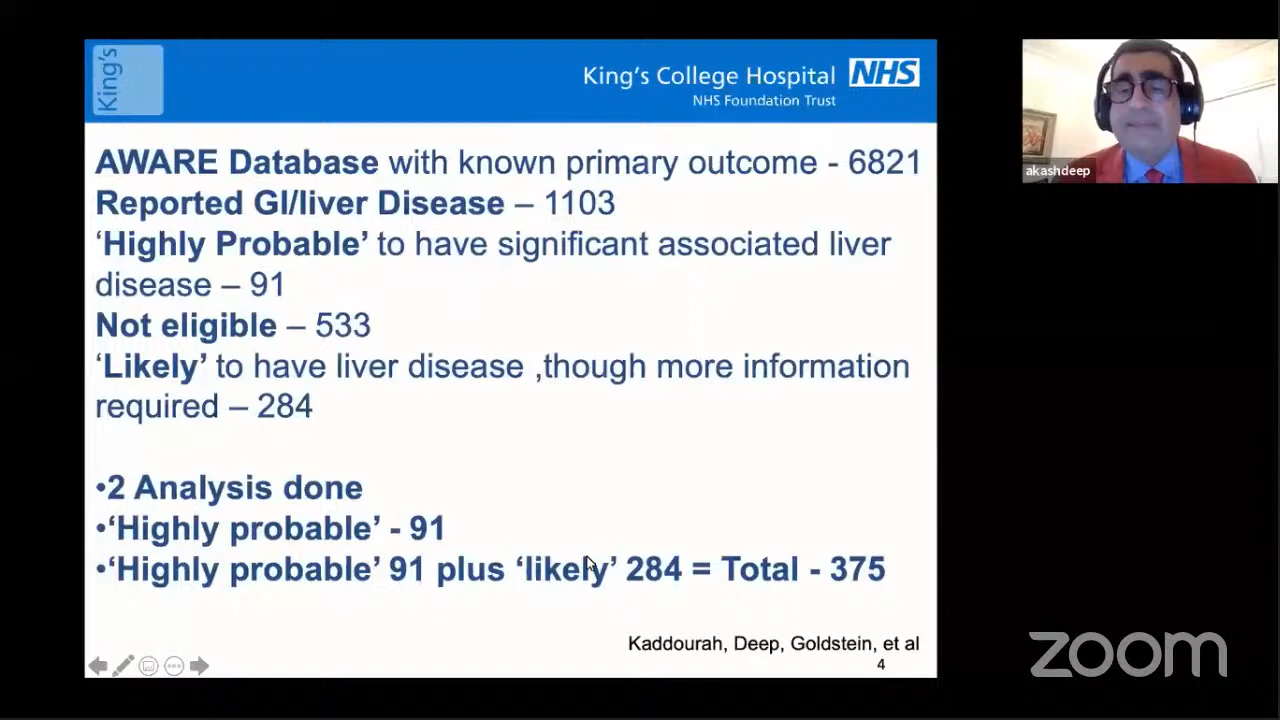 King's
King's College Hospital NHS
NHS Foundation Trust
AWARE Database with known primary outcome - 6821
Reported GI/liver Disease – 1103
‘Highly Probable’ to have significant associated liver
disease – 91
Not eligible – 533
‘Likely’ to have liver disease ,though more information
required – 284
•2 Analysis done
•‘Highly probable’ - 91
•‘Highly probable’ 91 plus ‘likely’ 284 = Total - 375
Kaddourah, Deep, Goldstein, et al
4
akashdeep
zoom